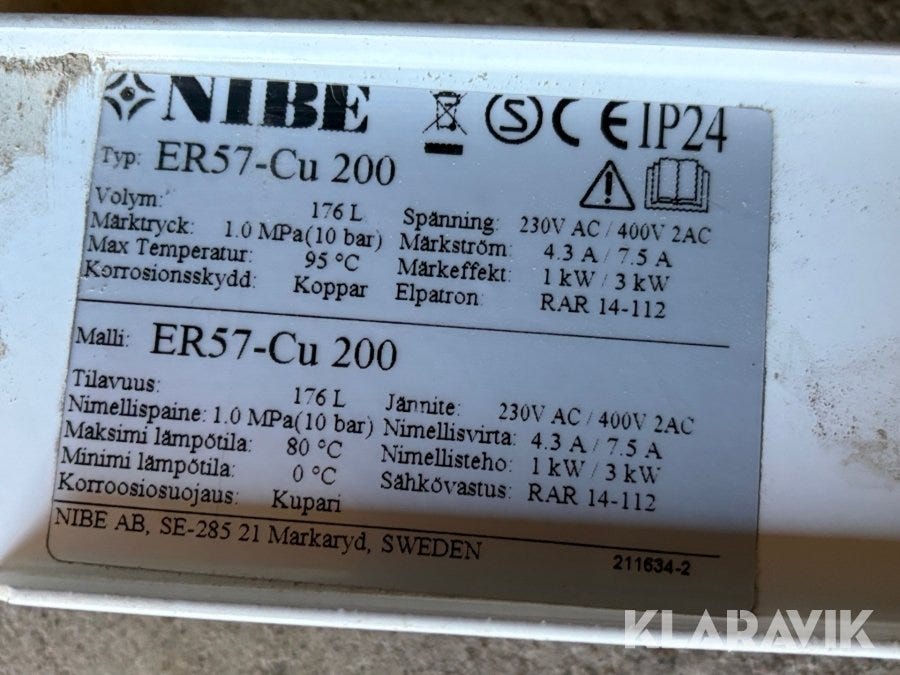 NIBE
S CE IP24
Typ: ER57-Cu 200
Volym: 176 L Spänning: 230V AC / 400V 2AC
Märktryck: 1.0 MPa(10 bar) Märkström: 4.3 A / 7.5 A
Max Temperatur: 95 °C Märkeffekt: 1 kW / 3 kW
Korrosionsskydd: Koppar Elpatron: RAR 14-112
Malli: ER57-Cu 200
Tilavuus: 176 L Jännite: 230V AC / 400V 2AC
Nimellispaine: 1.0 MPa(10 bar) Nimellisvirta: 4.3 A / 7.5 A
Maksimi lämpötila: 80 °C Nimellisteho: 1 kW / 3 kW
Minimi lämpötila: 0 °C Sähkövastus: RAR 14-112
Korroosiosuojaus: Kupari
NIBE AB, SE-285 21 Markaryd, SWEDEN
211634-2
KLARAVIK